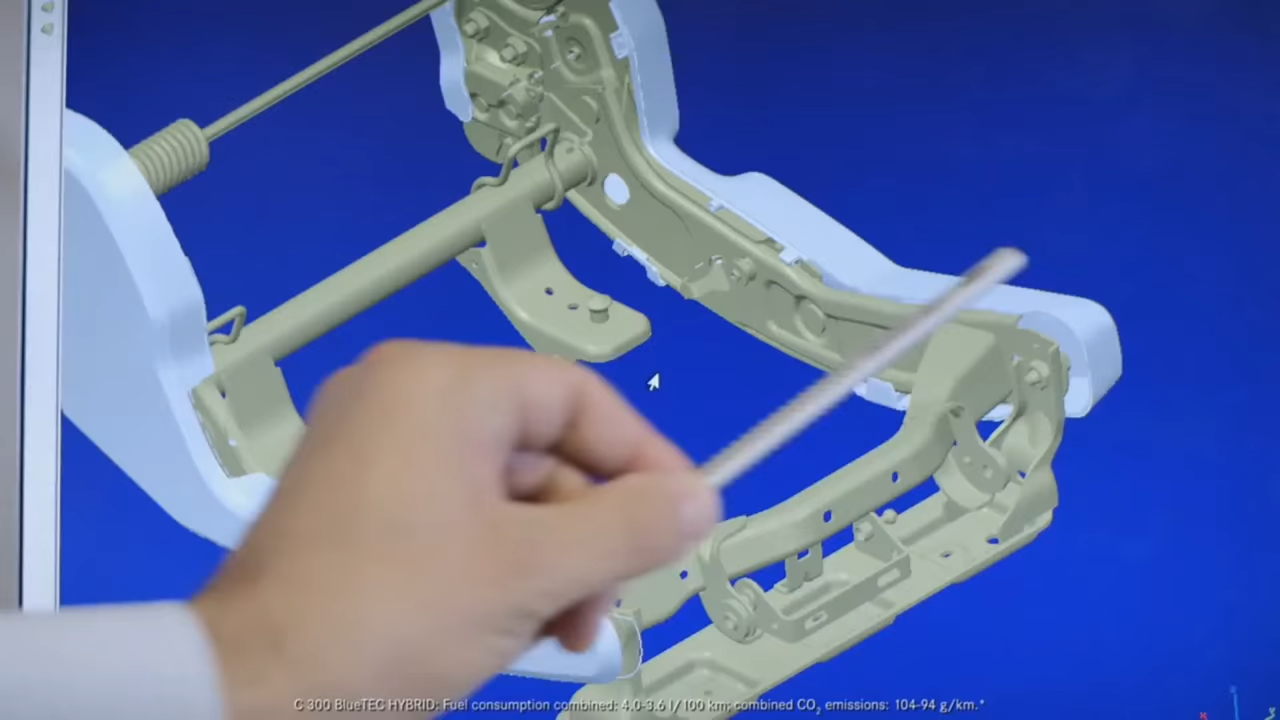 C 300 BlueTEC HYBRID: Fuel consumption combined: 4.0-3.6 l/100 km; combined CO₂ emissions: 104-94 g/km.*